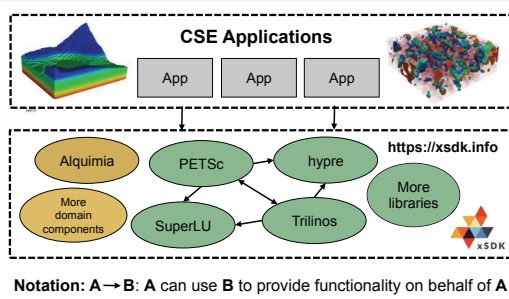 CSE Applications
App
App
App
https://xsdk.info
Alquimia
PETSc
hypre
More
domain
components
More
libraries
SuperLU
Trilinos
xSDK
Notation: A→B: A can use B to provide functionality on behalf of A